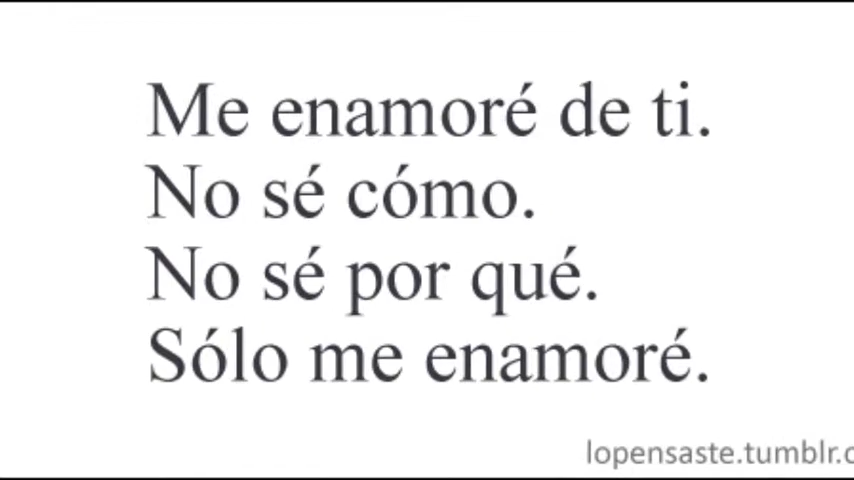 Me enamoré de ti.
No sé cómo.
No sé por qué.
Sólo me enamoré.
lopensaste.tumblr.c